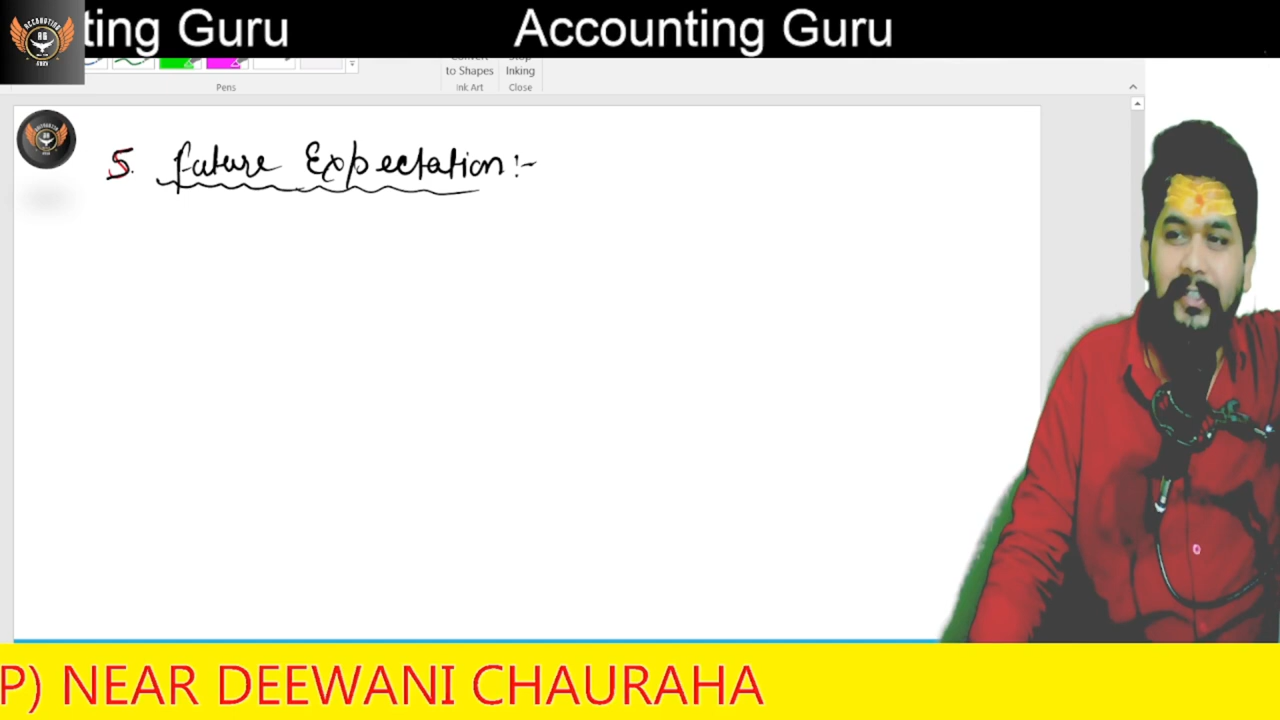 ting Guru Accounting Guru
to Shapes
Inking
Pens
Ink Art
Close
5. Future Expectation :-
P) NEAR DEEWANI CHAURAHA